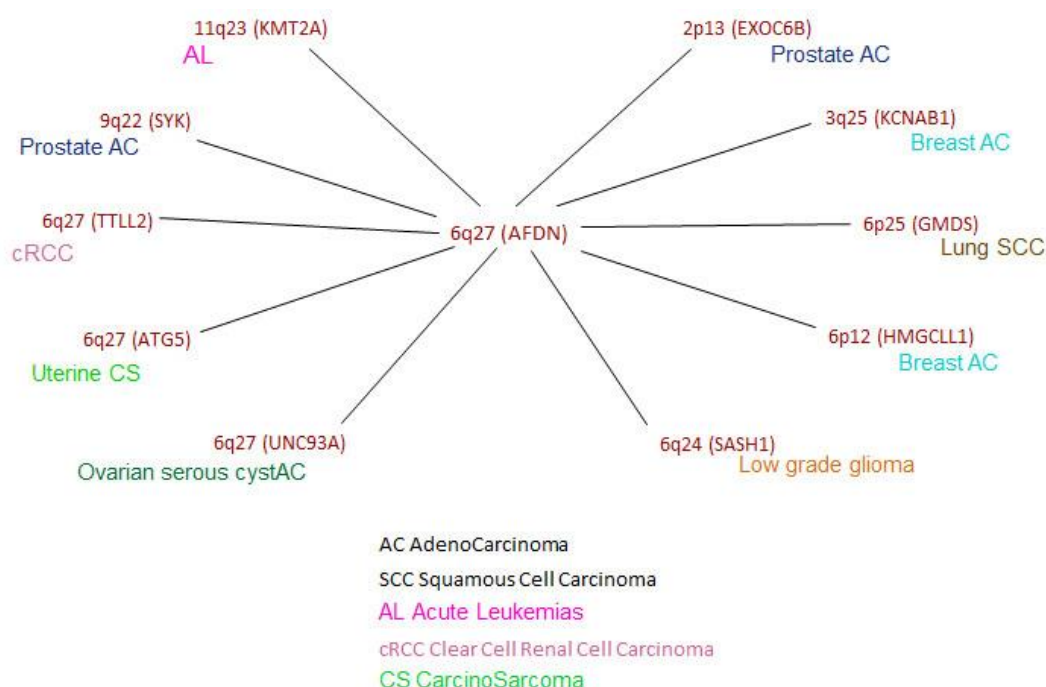 11q23 (KMT2A)
AL
2p13 (EXOC6B)
Prostate AC
9q22 (SYK)
Prostate AC
3q25 (KCNAB1)
Breast AC
6q27 (TTLL2)
cRCC
6q27 (AFDN)
6p25 (GMDS)
Lung SCC
6q27 (ATG5)
Uterine CS
6p12 (HMGCLL1)
Breast AC
6q27 (UNC93A)
Ovarian serous cystAC
6q24 (SASH1)
Low grade glioma
AC AdenoCarcinoma
SCC Squamous Cell Carcinoma
AL Acute Leukemias
cRCC Clear Cell Renal Cell Carcinoma
CS CarcinoSarcoma